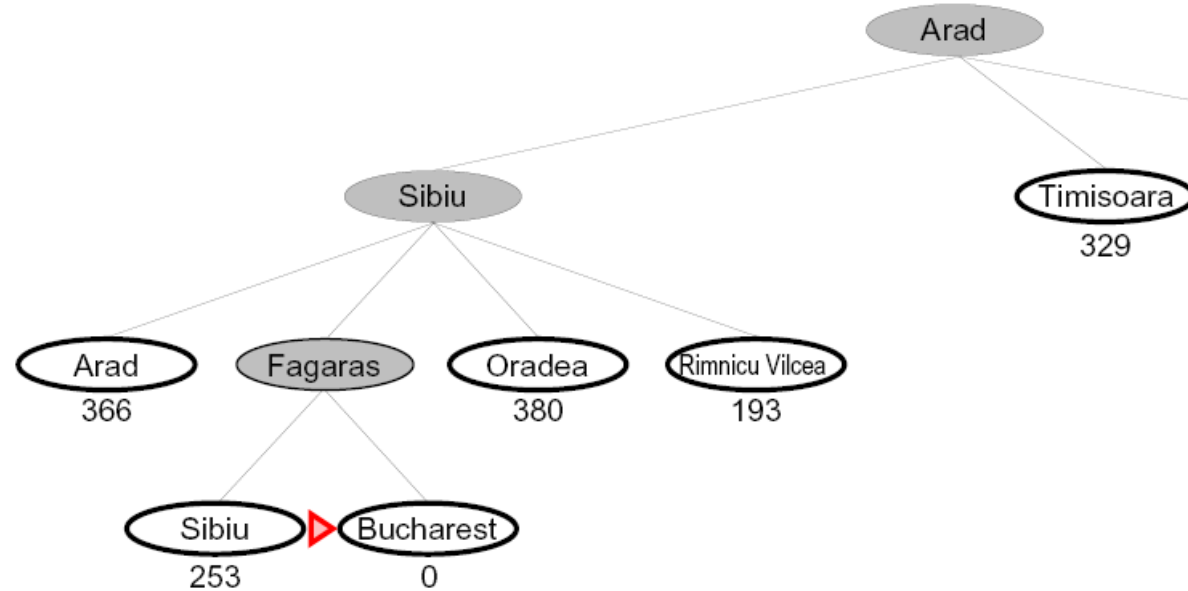 Arad
Sibiu
Timisoara
329
Arad
Fagaras
Oradea
Rimnicu Vilcea
366
380
193
Sibiu
Bucharest
253
0